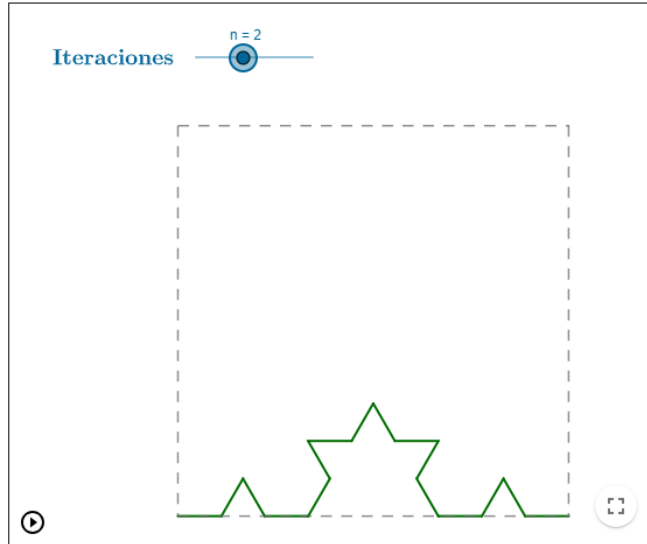 n = 2
Iteraciones